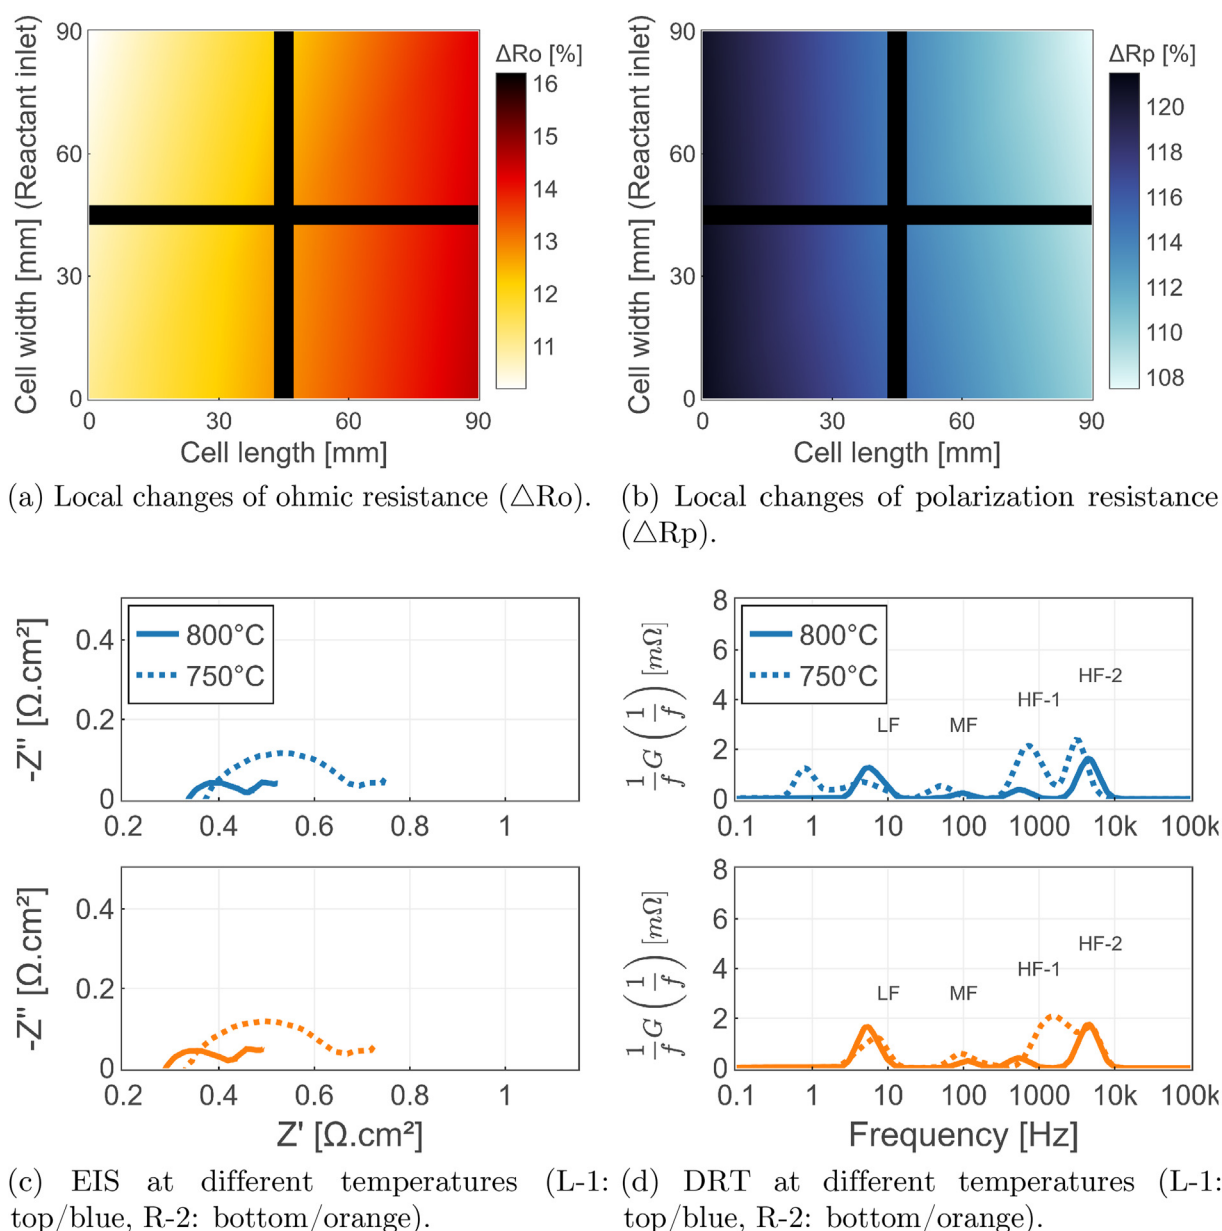 90
60
30
0
Cell width [mm] (Reactant inlet)
0 30 60 90
Cell length [mm]
ΔRo [%]
16
15
14
13
12
11
(a) Local changes of ohmic resistance (△Ro).
90
60
30
0
Cell width [mm] (Reactant inlet)
0 30 60 90
Cell length [mm]
ΔRp [%]
120
118
116
114
112
110
108
(b) Local changes of polarization resistance
(△Rp).
-Z'' [Ω.cm²]
0.4
0.2
0
800°C
750°C
0.2 0.4 0.6 0.8 1
-Z'' [Ω.cm²]
0.4
0.2
0
0.2 0.4 0.6 0.8 1
Z' [Ω.cm²]
(c) EIS at different temperatures (L-1:
top/blue, R-2: bottom/orange).
1/f G (1/f) [mΩ]
8
6
4
2
0
800°C
750°C
LF MF HF-1 HF-2
0.1 1 10 100 1000 10k 100k
1/f G (1/f) [mΩ]
8
6
4
2
0
LF MF HF-1 HF-2
0.1 1 10 100 1000 10k 100k
Frequency [Hz]
(d) DRT at different temperatures (L-1:
top/blue, R-2: bottom/orange).